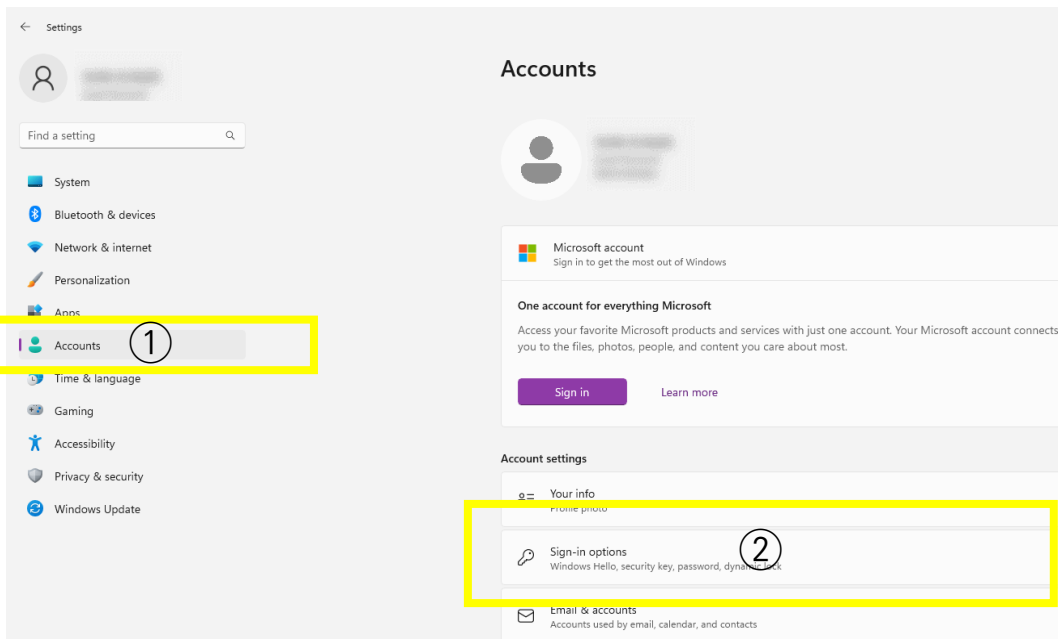 Settings
Find a setting
System
Bluetooth & devices
Network & internet
Personalization
Apps
Accounts
①
Time & language
Gaming
Accessibility
Privacy & security
Windows Update
Accounts
Microsoft account
Sign in to get the most out of Windows
One account for everything Microsoft
Access your favorite Microsoft products and services with just one account. Your Microsoft account connects
you to the files, photos, people, and content you care about most.
Sign in
Learn more
Account settings
Your info
Profile photo
Sign-in options
②
Windows Hello, security key, password, dynamic lock
Email & accounts
Accounts used by email, calendar, and contacts